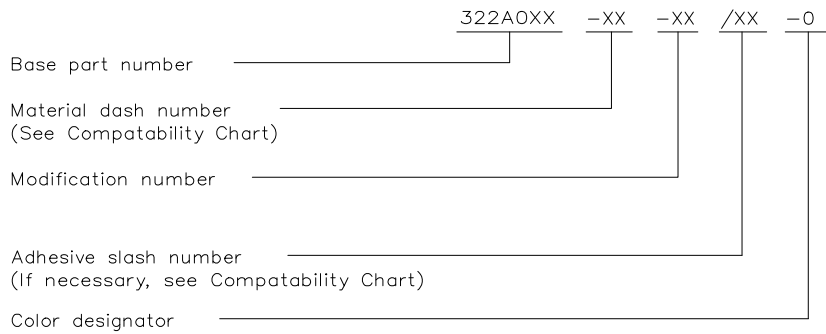 322A0XX -XX -XX /XX -0
Base part number
Material dash number
(See Compatability Chart)
Modification number
Adhesive slash number
(If necessary, see Compatability Chart)
Color designator